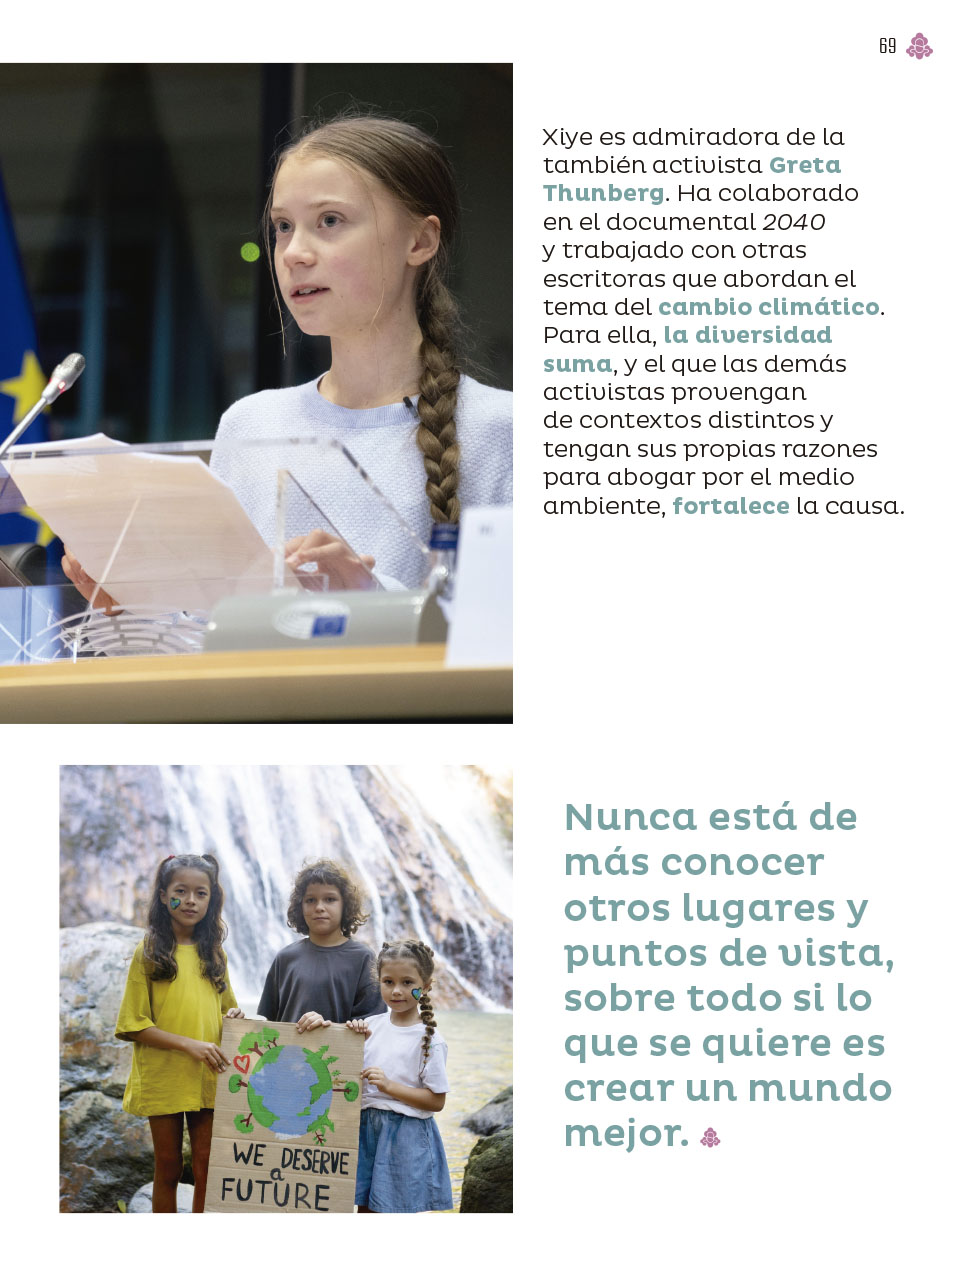 69
Xiye es admiradora de la
también activista Greta
Thunberg. Ha colaborado
en el documental 2040
y trabajado con otras
escritoras que abordan el
tema del cambio climático.
Para ella, la diversidad
suma, y el que las demás
activistas provengan
de contextos distintos y
tengan sus propias razones
para abogar por el medio
ambiente, fortalece la causa.
Nunca está de
más conocer
otros lugares y
puntos de vista,
sobre todo si lo
que se quiere es
crear un mundo
mejor.
WE DESERVE
a
FUTURE